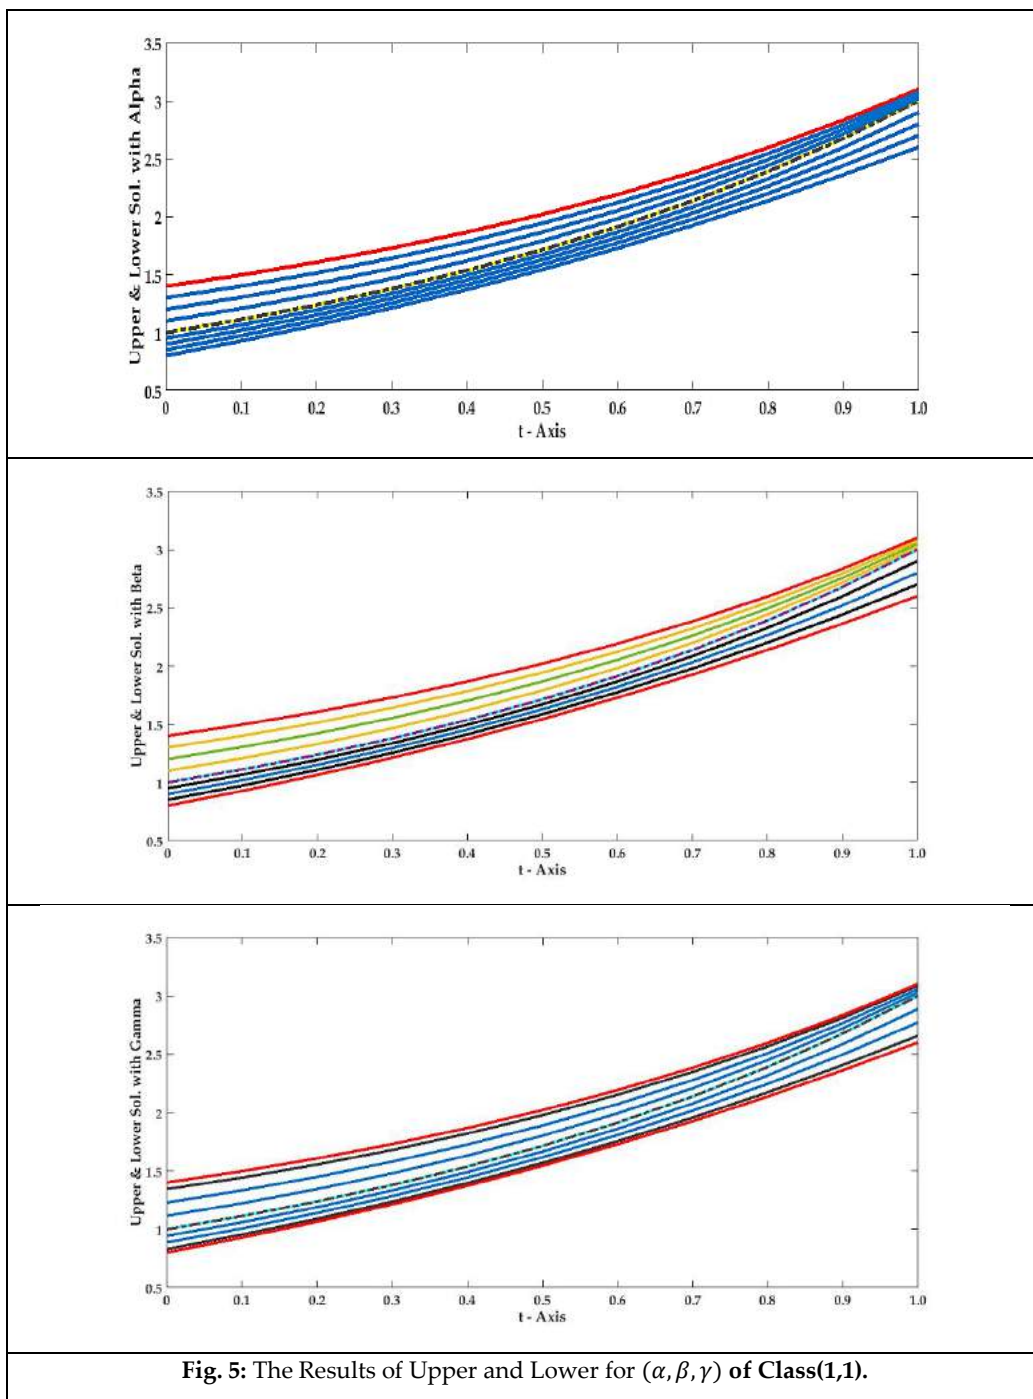 Upper & Lower Sol. with Alpha
3.5
3
2.5
2
1.5
1
0.5
0 0.1 0.2 0.3 0.4 0.5 0.6 0.7 0.8 0.9 1.0
t - Axis
Upper & Lower Sol. with Beta
3.5
3
2.5
2
1.5
1
0.5
0 0.1 0.2 0.3 0.4 0.5 0.6 0.7 0.8 0.9 1.0
t - Axis
Upper & Lower Sol. with Gamma
3.5
3
2.5
2
1.5
1
0.5
0 0.1 0.2 0.3 0.4 0.5 0.6 0.7 0.8 0.9 1.0
t - Axis
Fig. 5: The Results of Upper and Lower for (α, β, γ) of Class(1,1).